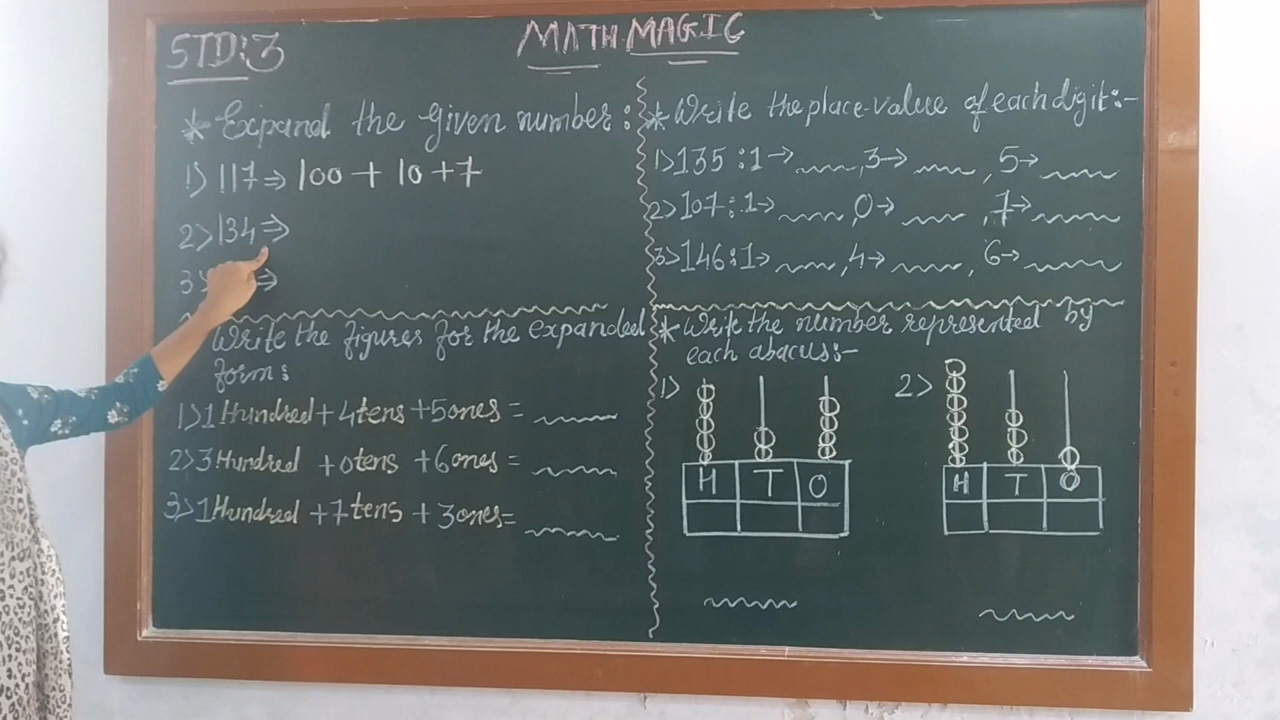 STD:3
MATH MAGIC
* Expand the given number:
1) 117⇒ 100 + 10 +7
2) 134⇒
3) ⇒
Write the figures for the expanded
form:
1) 1 Hundred + 4 tens + 5 ones =
2) 3 Hundred + 0 tens + 6 ones =
3) 1 Hundred + 7 tens + 3 ones=
* Write the place-value of each digit:-
1) 135 :1→ ,3→ , 5→
2) 107:1→ , 0→ , 7→
3) 146:1→ , 4→ , 6→
* Write the number represented by
each abacus:-
1)
H T O
2)
H T O